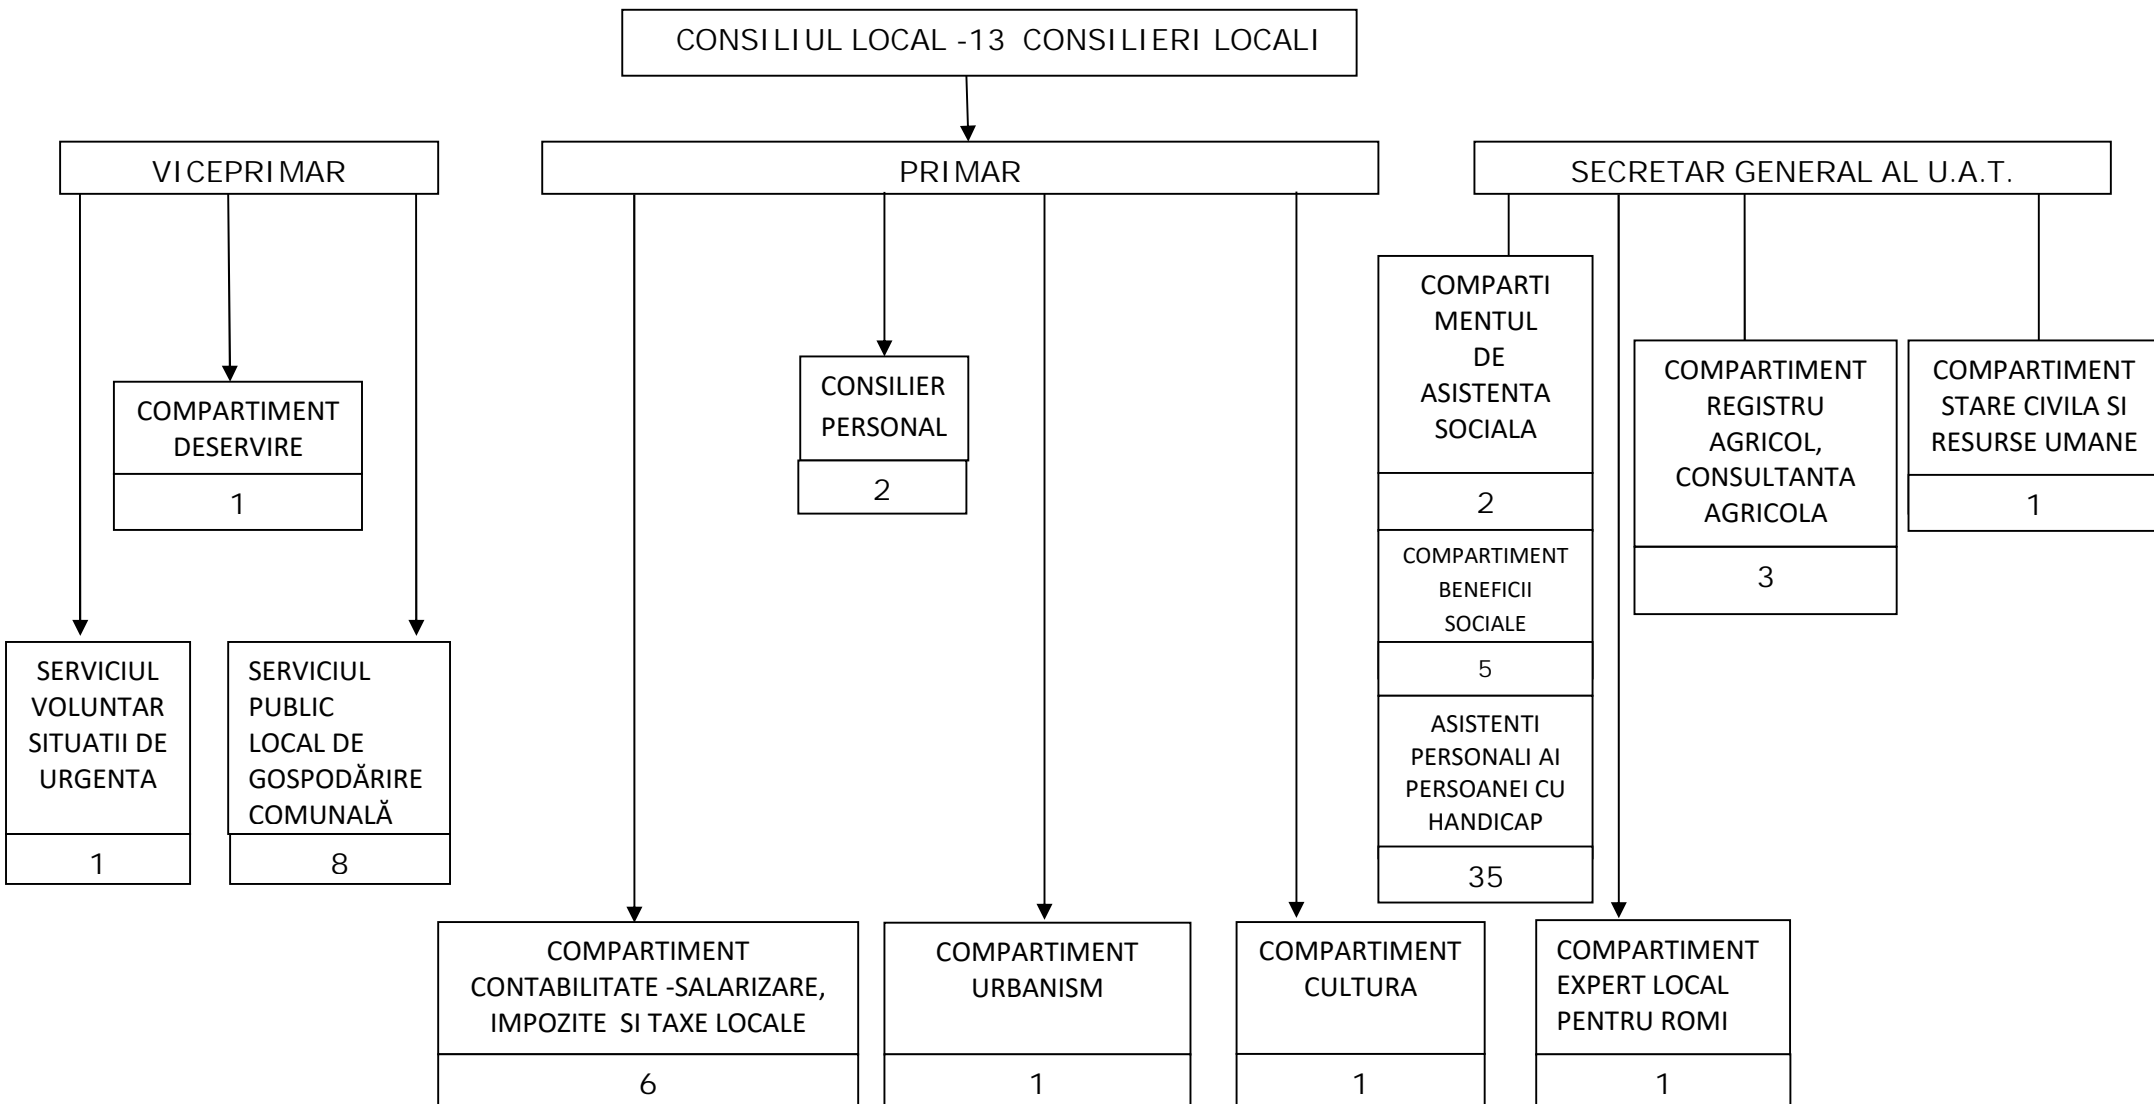 CONSILIUL LOCAL -13 CONSILIERI LOCALI
VICEPRIMAR
PRIMAR
SECRETAR GENERAL AL U.A.T.
COMPARTIMENT
DESERVIRE
1
SERVICIUL
VOLUNTAR
SITUATII DE
URGENTA
1
SERVICIUL
PUBLIC
LOCAL DE
GOSPODĂRIRE
COMUNALĂ
8
CONSILIER
PERSONAL
2
COMPARTIMENT
CONTABILITATE -SALARIZARE,
IMPOZITE SI TAXE LOCALE
6
COMPARTIMENT
URBANISM
1
COMPARTIMENT
CULTURA
1
COMPARTI
MENTUL
DE
ASISTENTA
SOCIALA
2
COMPARTIMENT
BENEFICII
SOCIALE
5
ASISTENTI
PERSONALI AI
PERSOANEI CU
HANDICAP
35
COMPARTIMENT
EXPERT LOCAL
PENTRU ROMI
1
COMPARTIMENT
REGISTRU
AGRICOL,
CONSULTANTA
AGRICOLA
3
COMPARTIMENT
STARE CIVILA SI
RESURSE UMANE
1